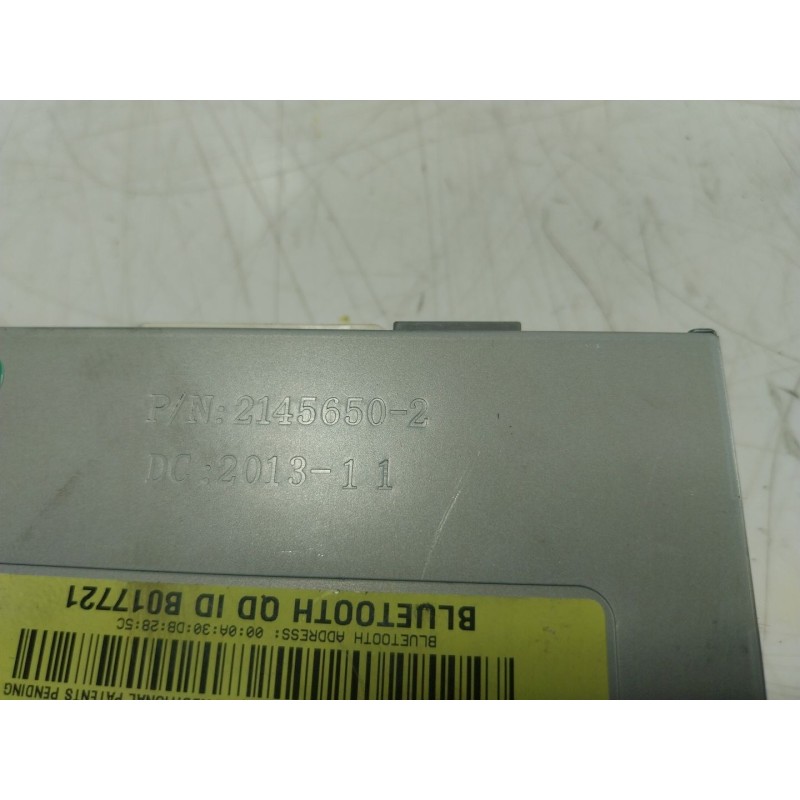 P/N:2145650-2
DC:2013-11
BLUETOOTH QD ID B017721
BLUETOOTH ADDRESS: 00:0A:30:DB:28:5C
PATENTS PENDING